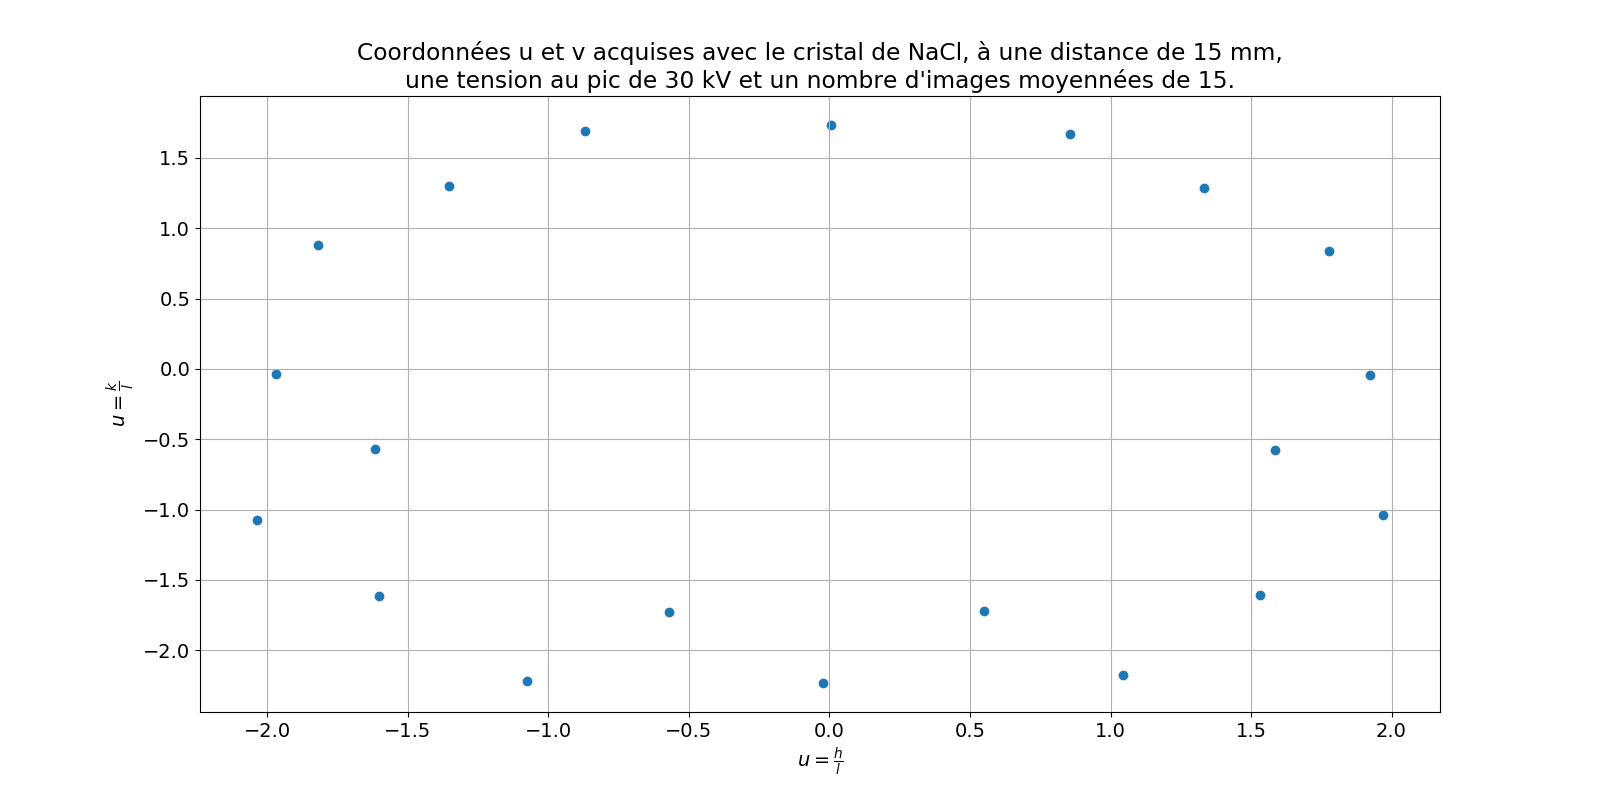 Coordonnées u et v acquises avec le cristal de NaCl, à une distance de 15 mm,
une tension au pic de 30 kV et un nombre d'images moyennées de 15.
1.5
1.0
0.5
0.0
−0.5
−1.0
−1.5
−2.0
u = k/l
−2.0 −1.5 −1.0 −0.5 0.0 0.5 1.0 1.5 2.0
u = h/l